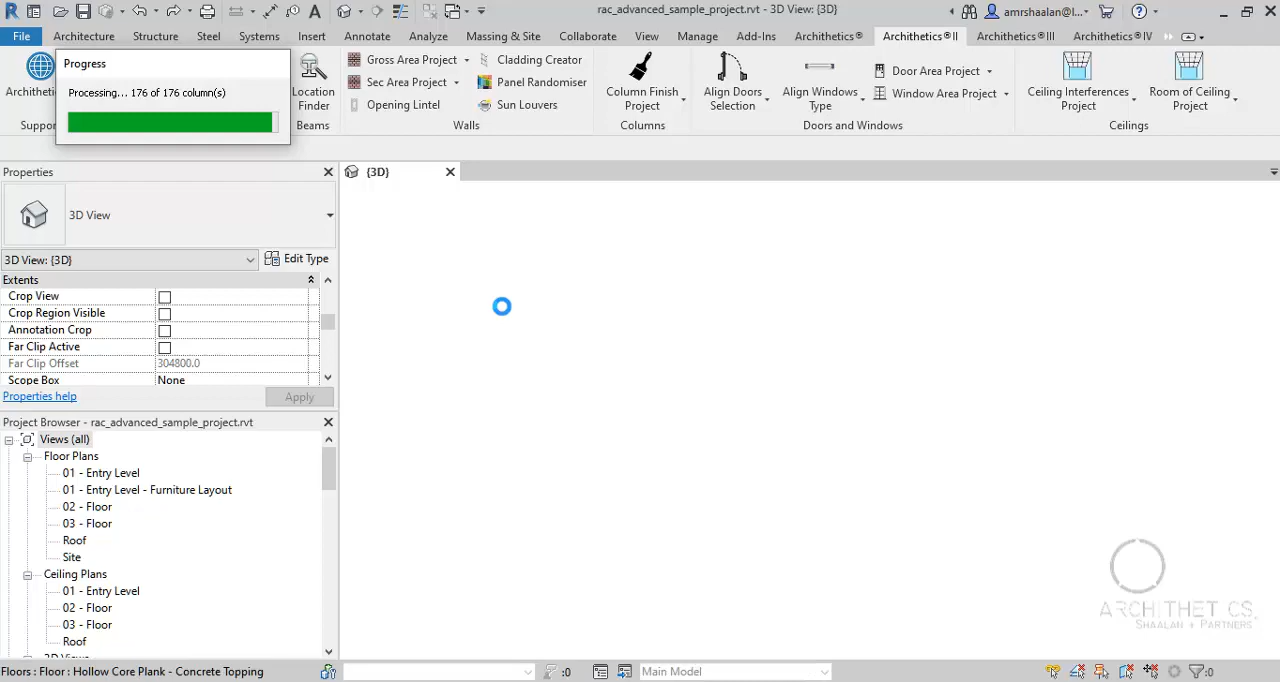 rac_advanced_sample_project.rvt - 3D View: {3D}
amrshaalan@l...
File
Architecture
Structure
Steel
Systems
Insert
Annotate
Analyze
Massing & Site
Collaborate
View
Manage
Add-Ins
Archithetics®
Archithetics®II
Archithetics®III
Archithetics®IV
Progress
Processing... 176 of 176 column(s)
Location
Finder
Beams
Gross Area Project
Sec Area Project
Opening Lintel
Cladding Creator
Panel Randomiser
Sun Louvers
Walls
Column Finish
Project
Columns
Align Doors
Selection
Align Windows
Type
Door Area Project
Window Area Project
Doors and Windows
Ceiling Interferences
Project
Room of Ceiling
Project
Ceilings
Properties
{3D}
3D View
3D View: {3D}
Edit Type
Extents
Crop View
Crop Region Visible
Annotation Crop
Far Clip Active
Far Clip Offset
304800.0
Scope Box
None
Properties help
Apply
Project Browser - rac_advanced_sample_project.rvt
Views (all)
Floor Plans
01 - Entry Level
01 - Entry Level - Furniture Layout
02 - Floor
03 - Floor
Roof
Site
Ceiling Plans
01 - Entry Level
02 - Floor
03 - Floor
Roof
ARCHITHETICS.
SHAALAN + PARTNERS
Floors : Floor : Hollow Core Plank - Concrete Topping
:0
Main Model
:0